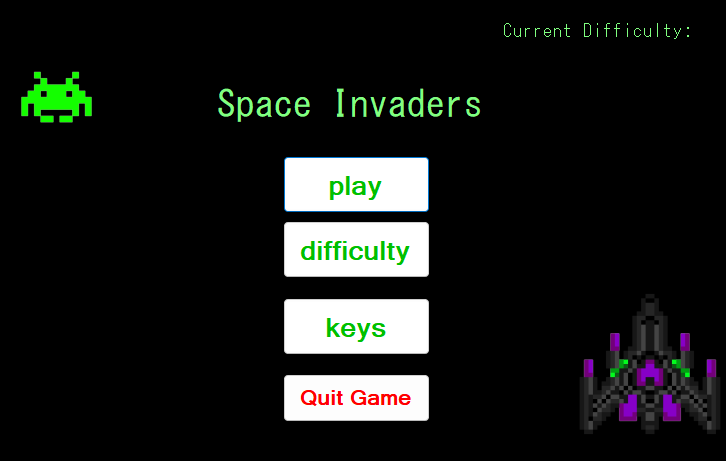 Current Difficulty:
Space Invaders
play
difficulty
keys
Quit Game